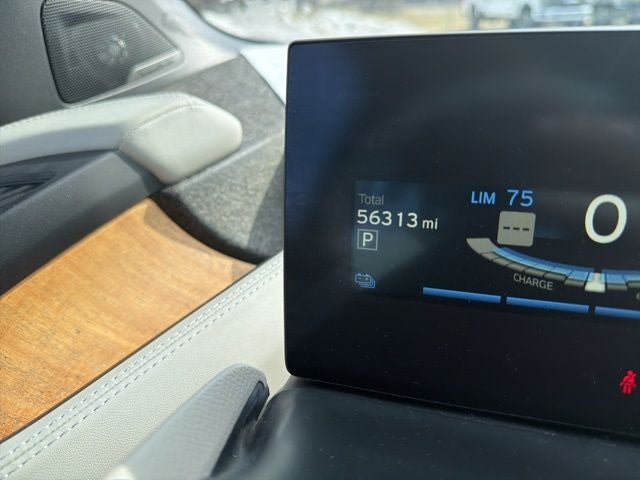 Total
56313 mi
P
LIM 75
---
0
CHARGE